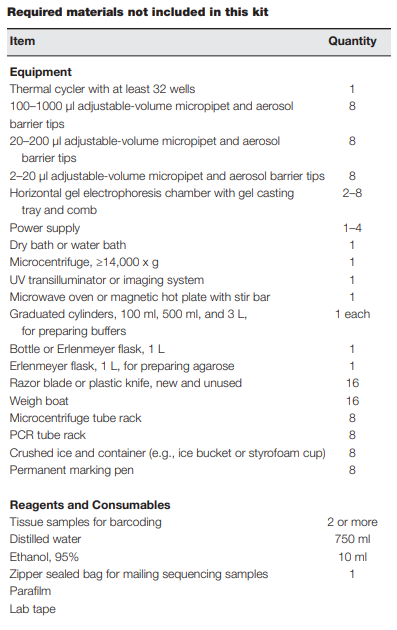 Required materials not included in this kit
Item Quantity
Equipment
Thermal cycler with at least 32 wells 1
100–1000 µl adjustable-volume micropipet and aerosol 8
barrier tips
20–200 µl adjustable-volume micropipet and aerosol 8
barrier tips
2–20 µl adjustable-volume micropipet and aerosol barrier tips 8
Horizontal gel electrophoresis chamber with gel casting 2–8
tray and comb
Power supply 1–4
Dry bath or water bath 1
Microcentrifuge, ≥14,000 x g 1
UV transilluminator or imaging system 1
Microwave oven or magnetic hot plate with stir bar 1
Graduated cylinders, 100 ml, 500 ml, and 3 L, 1 each
for preparing buffers
Bottle or Erlenmeyer flask, 1 L 1
Erlenmeyer flask, 1 L, for preparing agarose 1
Razor blade or plastic knife, new and unused 16
Weigh boat 16
Microcentrifuge tube rack 8
PCR tube rack 8
Crushed ice and container (e.g., ice bucket or styrofoam cup) 8
Permanent marking pen 8
Reagents and Consumables
Tissue samples for barcoding 2 or more
Distilled water 750 ml
Ethanol, 95% 10 ml
Zipper sealed bag for mailing sequencing samples 1
Parafilm
Lab tape